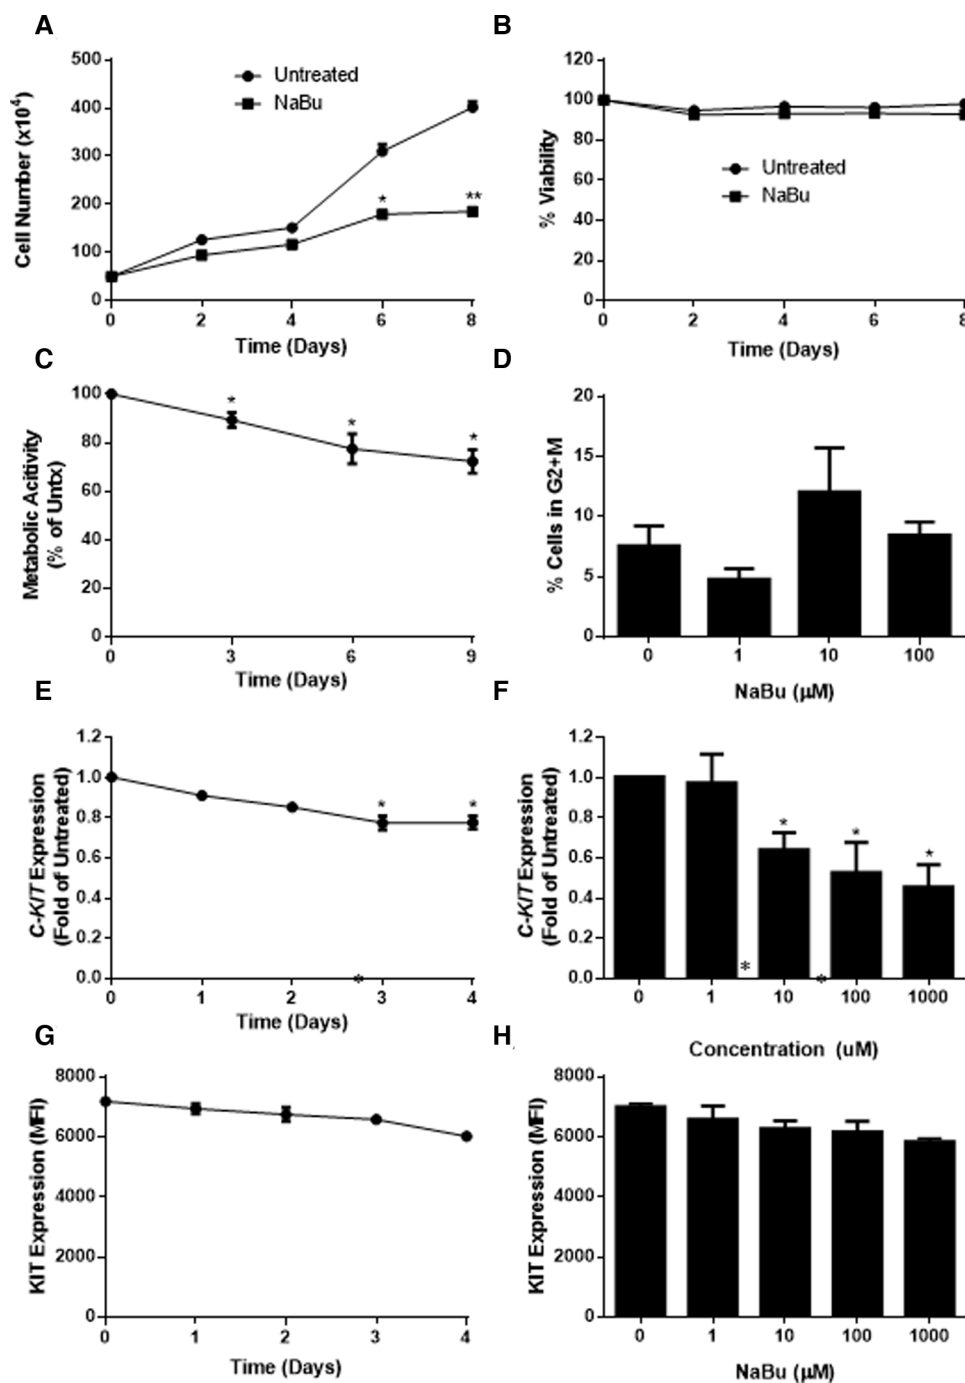 A
Cell Number (x10⁴)
500
400
300
200
100
0
Untreated
NaBu
*
**
0 2 4 6 8
Time (Days)
B
% Viability
120
100
80
60
40
20
0
Untreated
NaBu
0 2 4 6 8
Time (Days)
C
Metabolic Acitivity
(% of Untx)
100
80
60
40
20
0
* * *
0 3 6 9
Time (Days)
D
% Cells in G2+M
20
15
10
5
0
0 1 10 100
NaBu (µM)
E
C-KIT Expression
(Fold of Untreated)
1.2
1.0
0.8
0.6
0.4
0.2
0.0
* *
*
0 1 2 3 4
Time (Days)
F
C-KIT Expression
(Fold of Untreated)
1.2
1.0
0.8
0.6
0.4
0.2
0.0
* * *
* *
0 1 10 100 1000
Concentration (uM)
G
KIT Expression (MFI)
8000
6000
4000
2000
0
0 1 2 3 4
Time (Days)
H
KIT Expression (MFI)
8000
6000
4000
2000
0
0 1 10 100 1000
NaBu (µM)